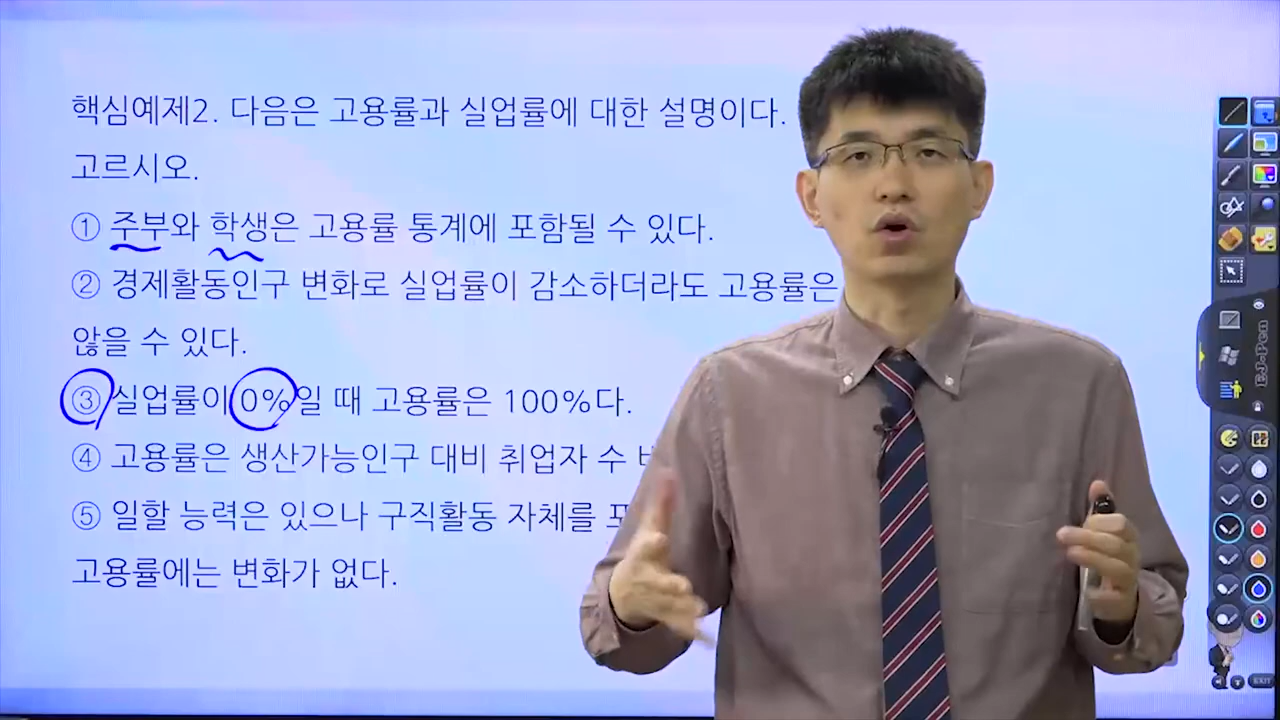 핵심예제2. 다음은 고용률과 실업률에 대한 설명이다.
고르시오.
① 주부와 학생은 고용률 통계에 포함될 수 있다.
② 경제활동인구 변화로 실업률이 감소하더라도 고용률은
않을 수 있다.
③ 실업률이 0%일 때 고용률은 100%다.
④ 고용률은 생산가능인구 대비 취업자 수
⑤ 일할 능력은 있으나 구직활동 자체를
고용률에는 변화가 없다.
EJ-Pen
EXIT